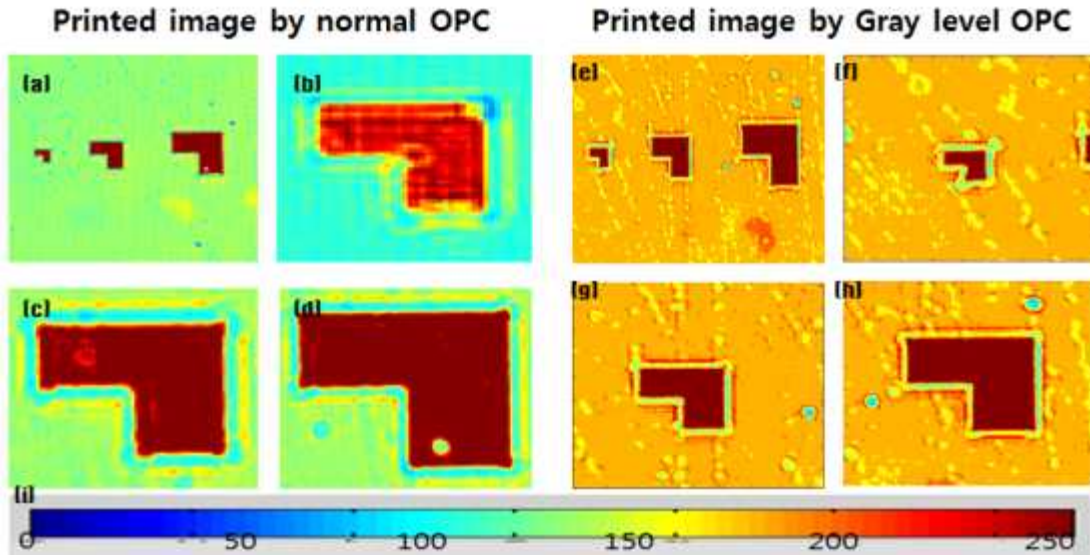 Printed image by normal OPC
Printed image by Gray level OPC
(a)
(b)
(e)
(f)
(c)
(d)
(g)
(h)
(i)
0 50 100 150 200 250